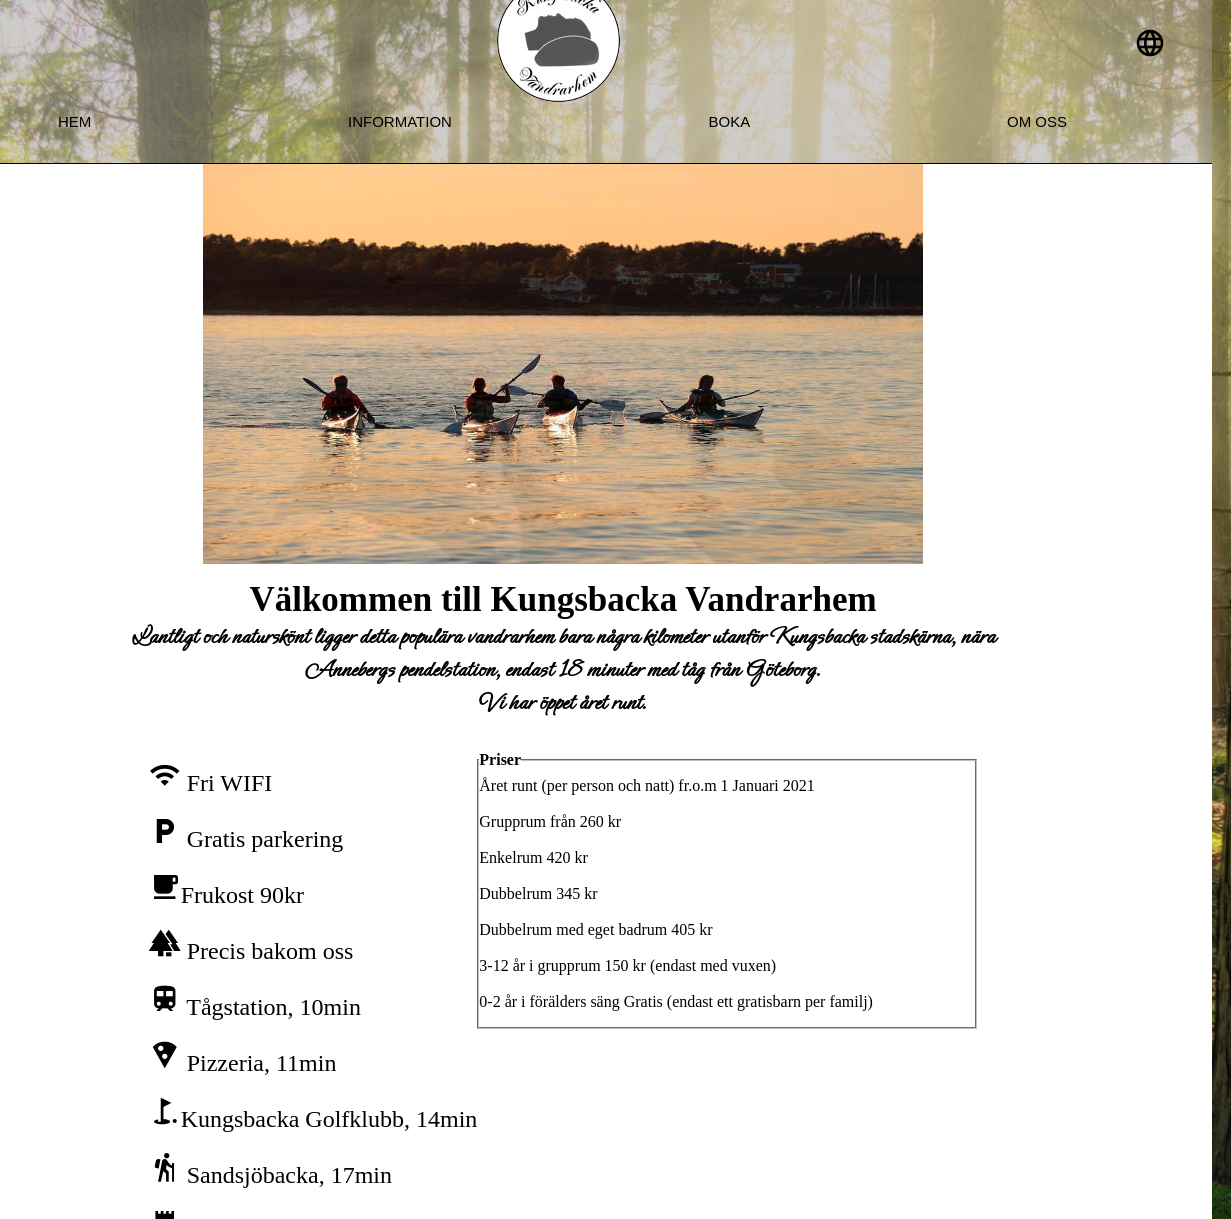 Kungsbacka
Vandrarhem
HEM INFORMATION BOKA OM OSS
Välkommen till Kungsbacka Vandrarhem
Lantligt och naturskönt ligger detta populära vandrarhem bara några kilometer utanför Kungsbacka stadskärna, nära
Annebergs pendelstation, endast 18 minuter med tåg från Göteborg.
Vi har öppet året runt.
Fri WIFI
Gratis parkering
Frukost 90kr
Precis bakom oss
Tågstation, 10min
Pizzeria, 11min
Kungsbacka Golfklubb, 14min
Sandsjöbacka, 17min
Priser
Året runt (per person och natt) fr.o.m 1 Januari 2021
Grupprum från 260 kr
Enkelrum 420 kr
Dubbelrum 345 kr
Dubbelrum med eget badrum 405 kr
3-12 år i grupprum 150 kr (endast med vuxen)
0-2 år i förälders säng Gratis (endast ett gratisbarn per familj)